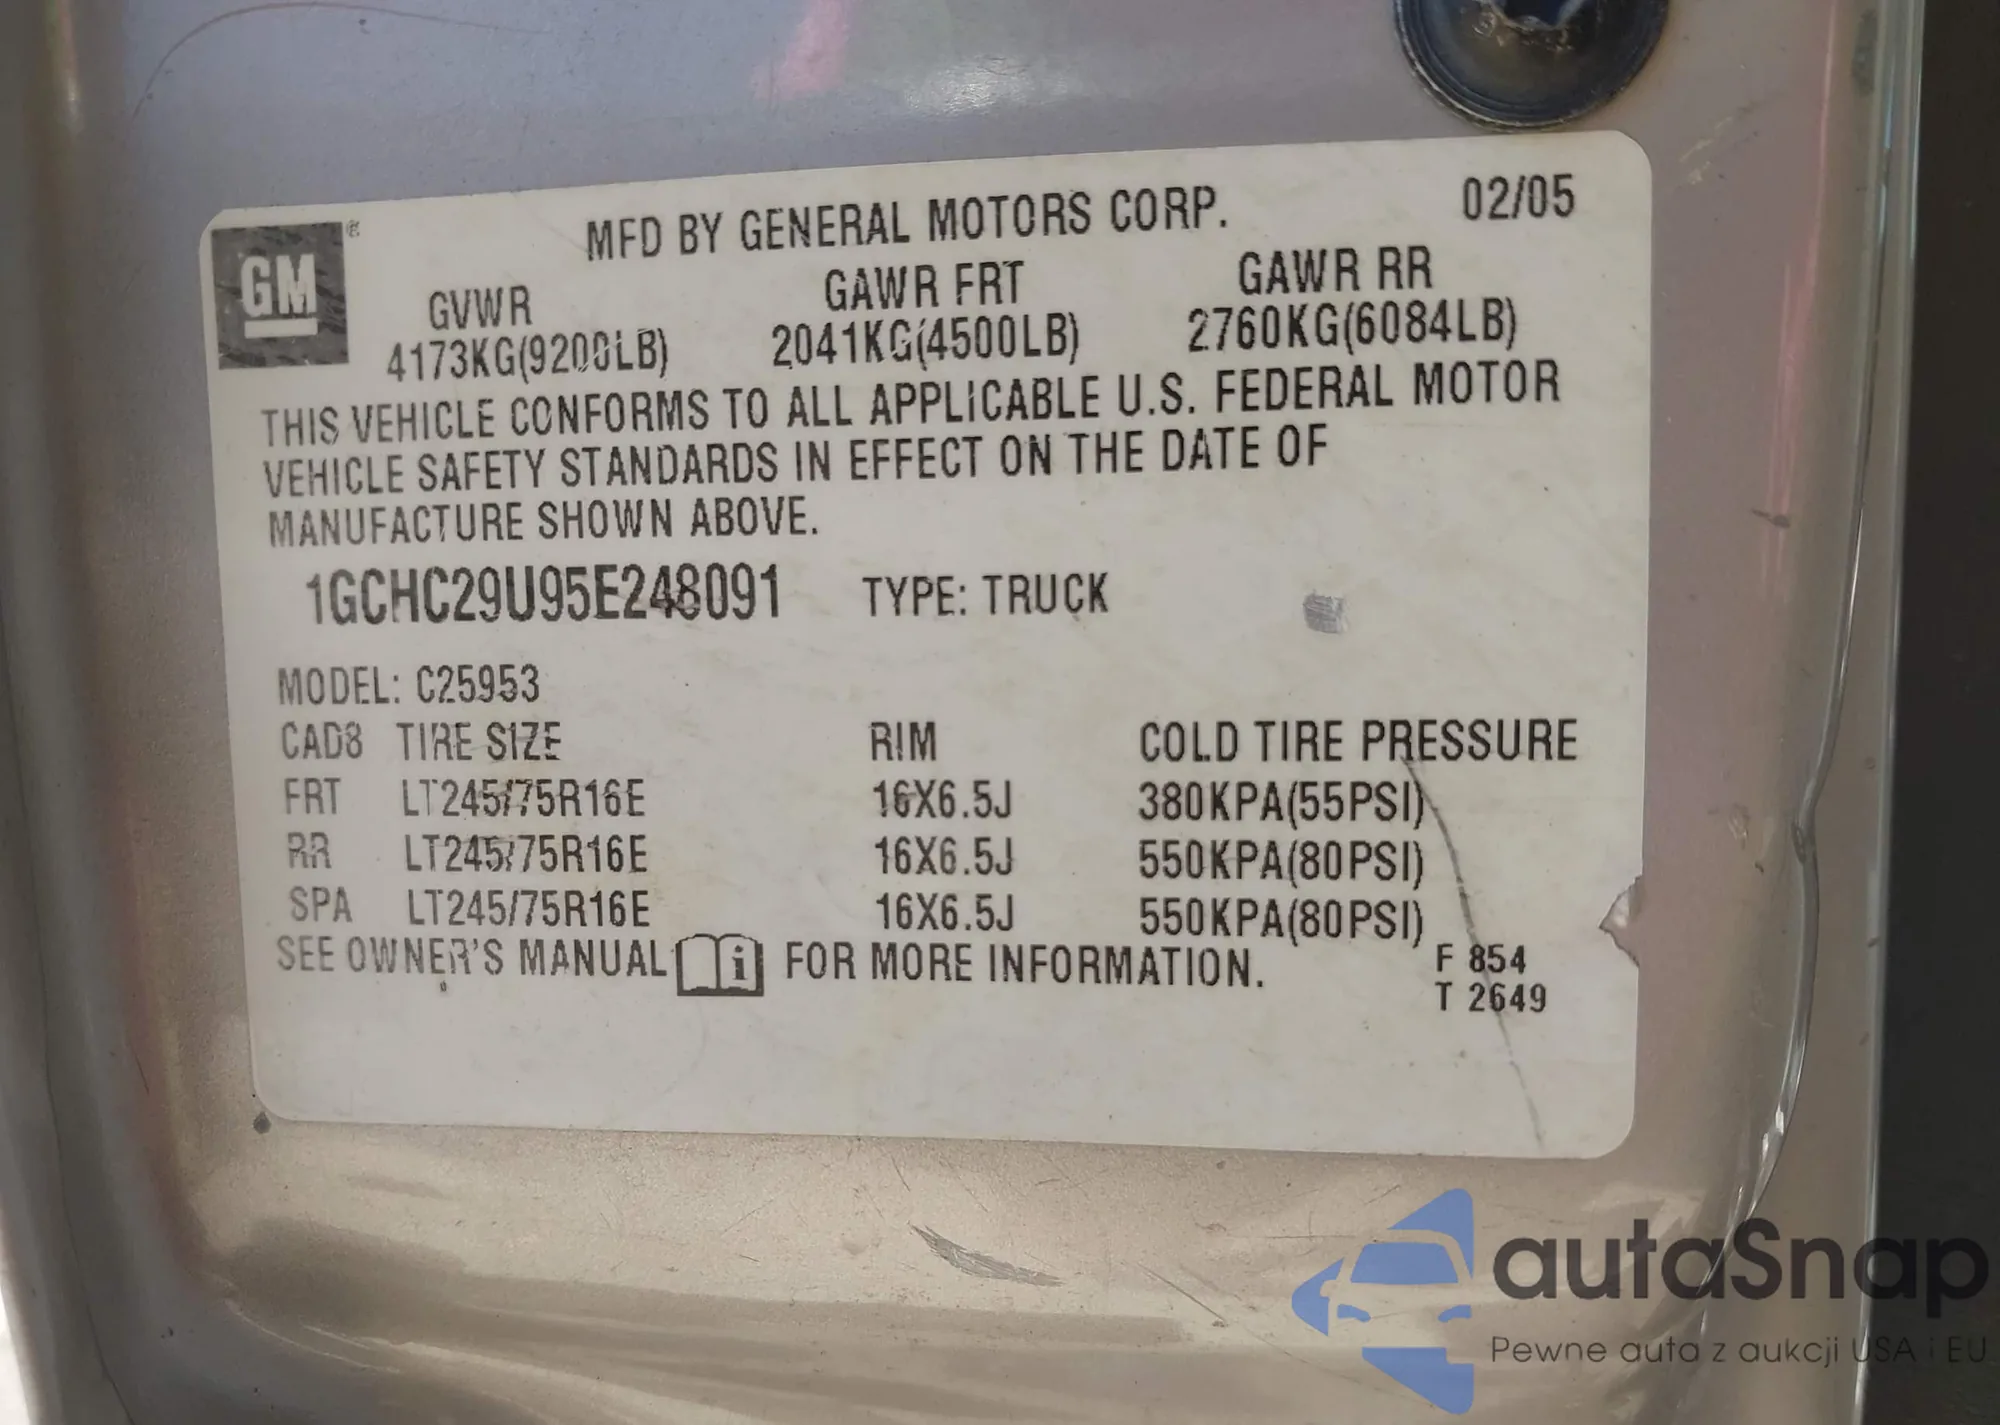 GM®
MFD BY GENERAL MOTORS CORP.
02/05
GVWR
GAWR FRT
GAWR RR
4173KG(9200LB)
2041KG(4500LB)
2760KG(6084LB)
THIS VEHICLE CONFORMS TO ALL APPLICABLE U.S. FEDERAL MOTOR
VEHICLE SAFETY STANDARDS IN EFFECT ON THE DATE OF
MANUFACTURE SHOWN ABOVE.
1GCHC29U95E248091 TYPE: TRUCK
MODEL: C25953
CAD8 TIRE SIZE RIM COLD TIRE PRESSURE
FRT LT245/75R16E 16X6.5J 380KPA(55PSI)
RR LT245/75R16E 16X6.5J 550KPA(80PSI)
SPA LT245/75R16E 16X6.5J 550KPA(80PSI)
SEE OWNER'S MANUAL i FOR MORE INFORMATION.
F 854
T 2649
autaSnap
Pewne auta z aukcji USA i EU